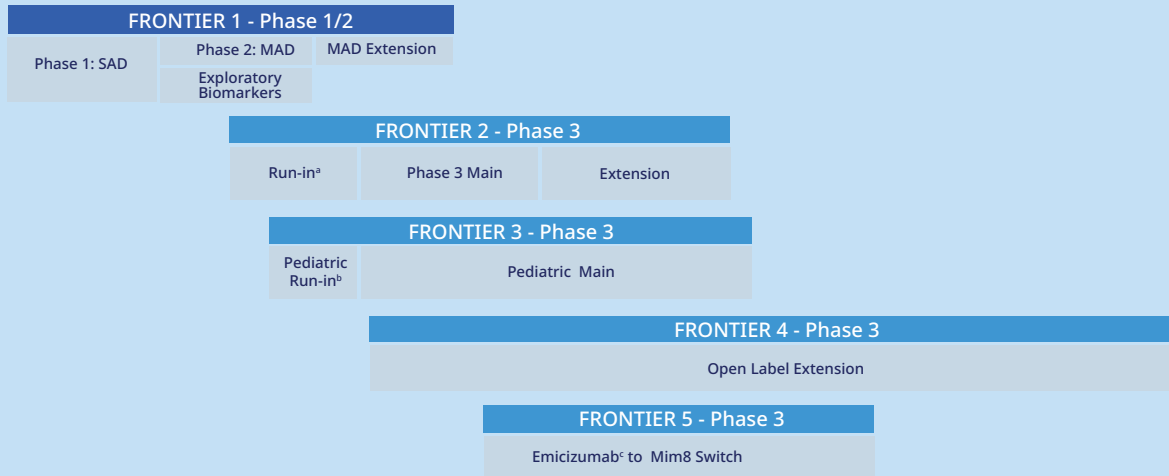 FRONTIER 1 - Phase 1/2
Phase 1: SAD
Phase 2: MAD
MAD Extension
Exploratory
Biomarkers
FRONTIER 2 - Phase 3
Run-inᵃ
Phase 3 Main
Extension
FRONTIER 3 - Phase 3
Pediatric
Run-inᵇ
Pediatric Main
FRONTIER 4 - Phase 3
Open Label Extension
FRONTIER 5 - Phase 3
Emicizumabᶜ to Mim8 Switch